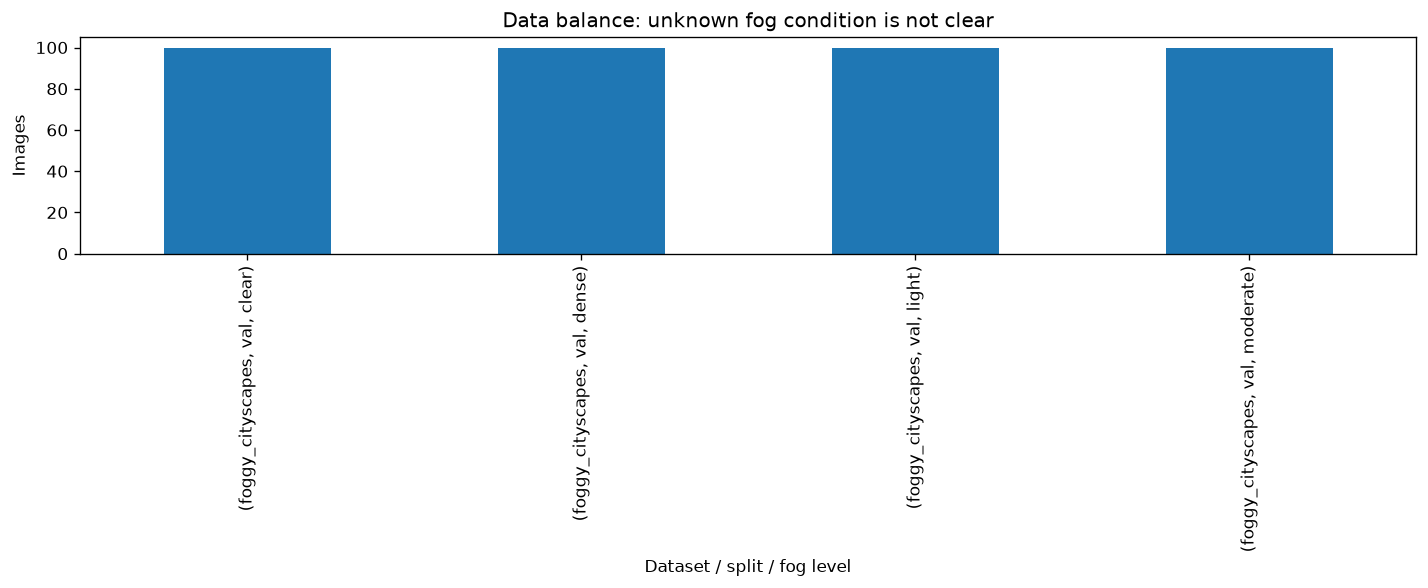 Data balance: unknown fog condition is not clear
Images
100
80
60
40
20
0
(foggy_cityscapes, val, clear)
(foggy_cityscapes, val, dense)
(foggy_cityscapes, val, light)
(foggy_cityscapes, val, moderate)
Dataset / split / fog level